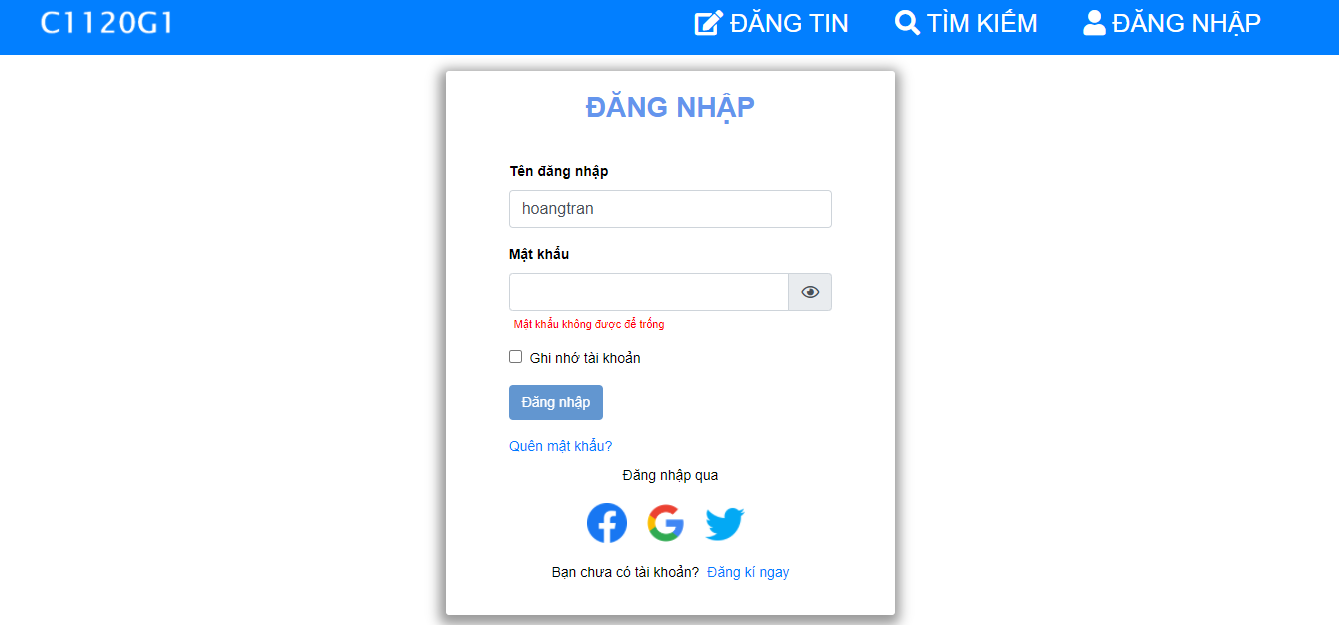 C1120G1 ĐĂNG TIN TÌM KIẾM ĐĂNG NHẬP
ĐĂNG NHẬP
Tên đăng nhập
hoangtran
Mật khẩu
Mật khẩu không được để trống
Ghi nhớ tài khoản
Đăng nhập
Quên mật khẩu?
Đăng nhập qua
Bạn chưa có tài khoản? Đăng kí ngay